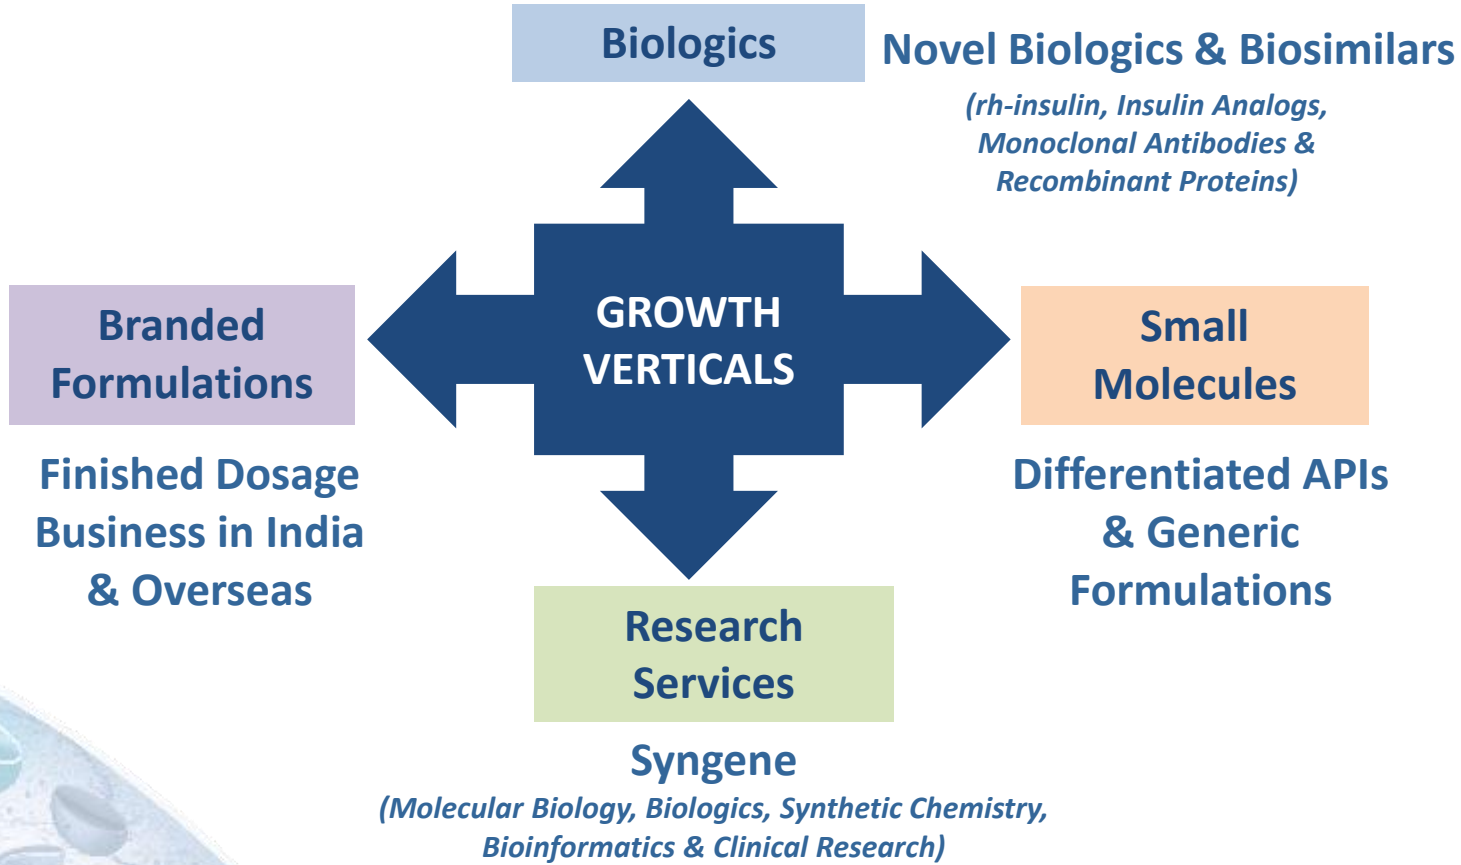 Biologics
Novel Biologics & Biosimilars
(rh-insulin, Insulin Analogs,
Monoclonal Antibodies &
Recombinant Proteins)
GROWTH
VERTICALS
Branded
Formulations
Finished Dosage
Business in India
& Overseas
Small
Molecules
Differentiated APIs
& Generic
Formulations
Research
Services
Syngene
(Molecular Biology, Biologics, Synthetic Chemistry,
Bioinformatics & Clinical Research)